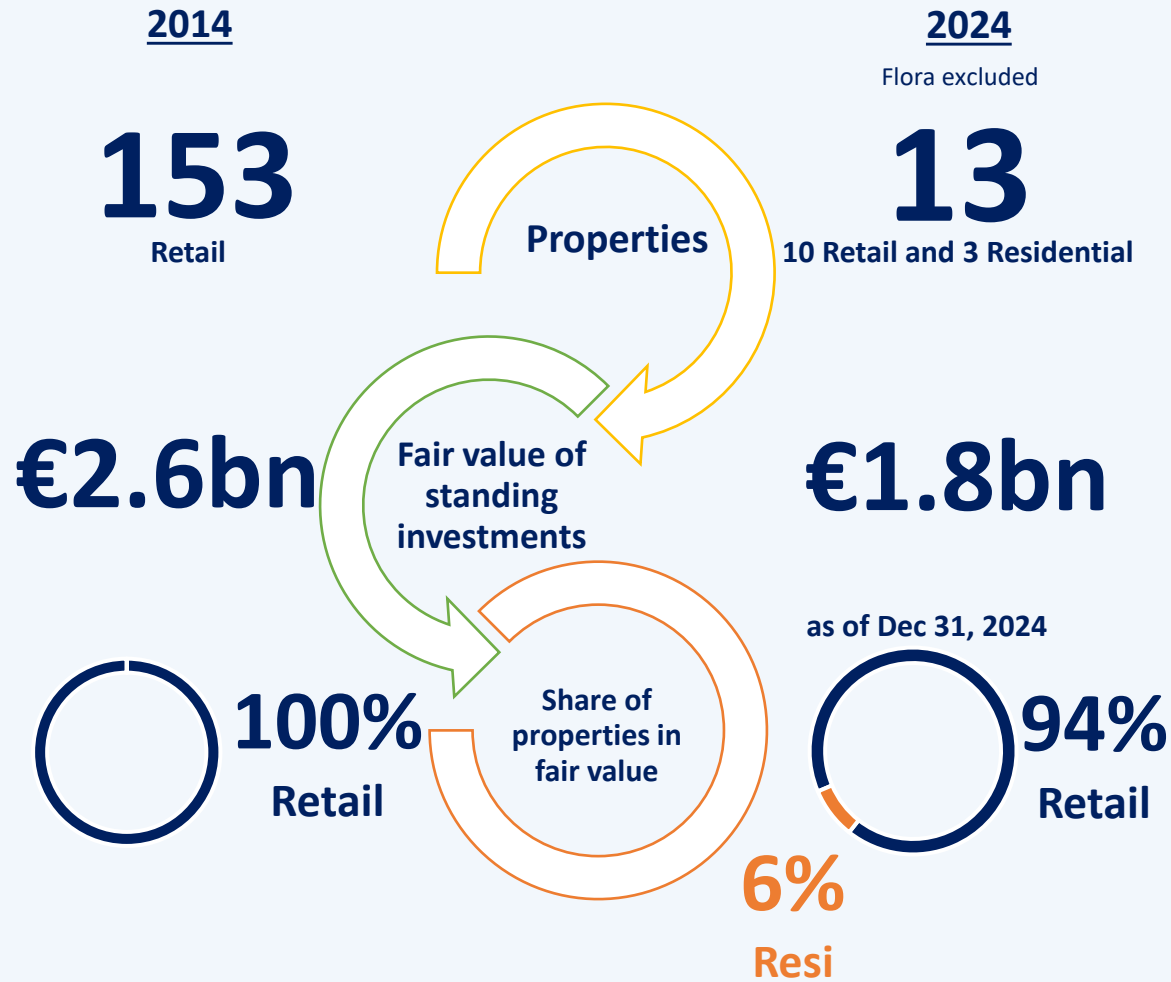 2014
2024
Flora excluded
153
Retail
Properties
13
10 Retail and 3 Residential
€2.6bn
Fair value of
standing
investments
€1.8bn
as of Dec 31, 2024
100%
Retail
Share of
properties in
fair value
94%
Retail
6%
Resi